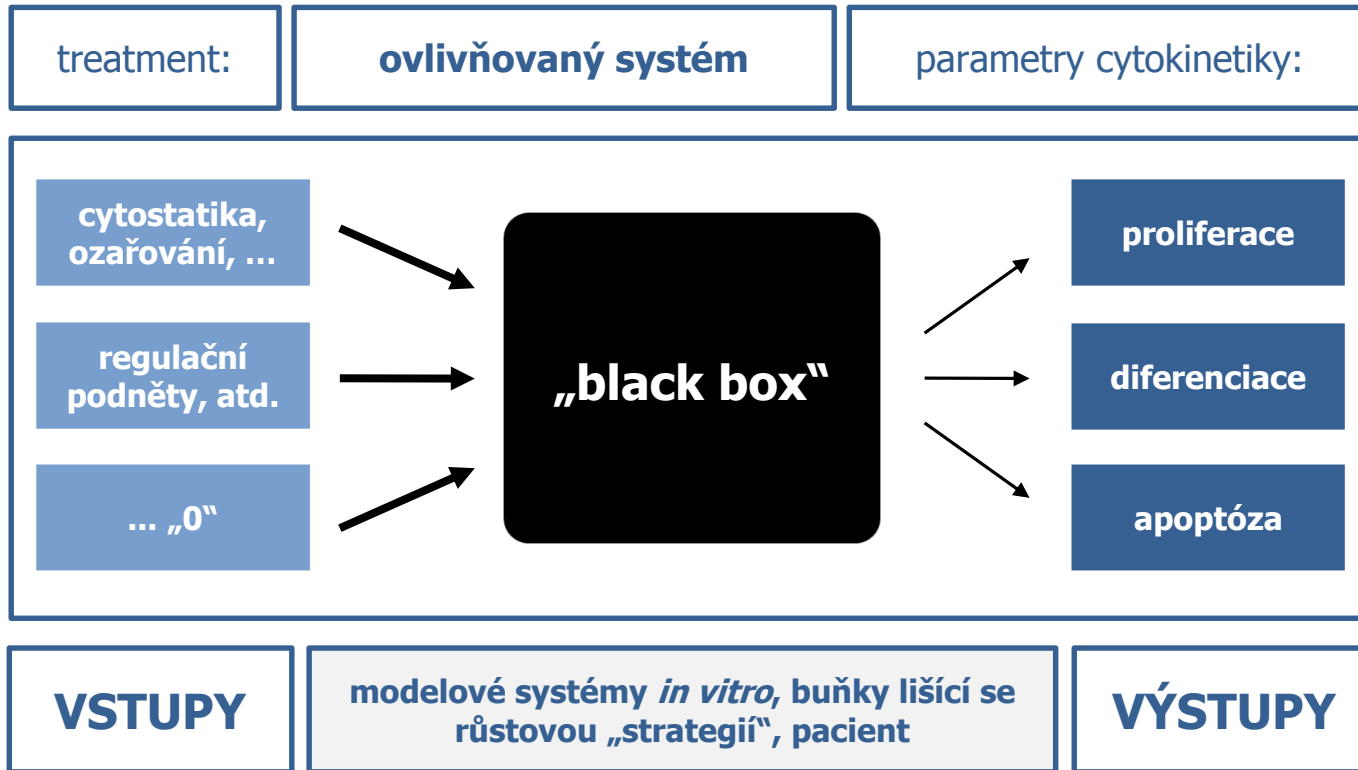 treatment:
ovlivňovaný systém
parametry cytokinetiky:
cytostatika,
ozařování, ...
regulační
podněty, atd.
... „0“
„black box“
proliferace
diferenciace
apoptóza
VSTUPY
modelové systémy in vitro, buňky lišící se
růstovou „strategií“, pacient
VÝSTUPY